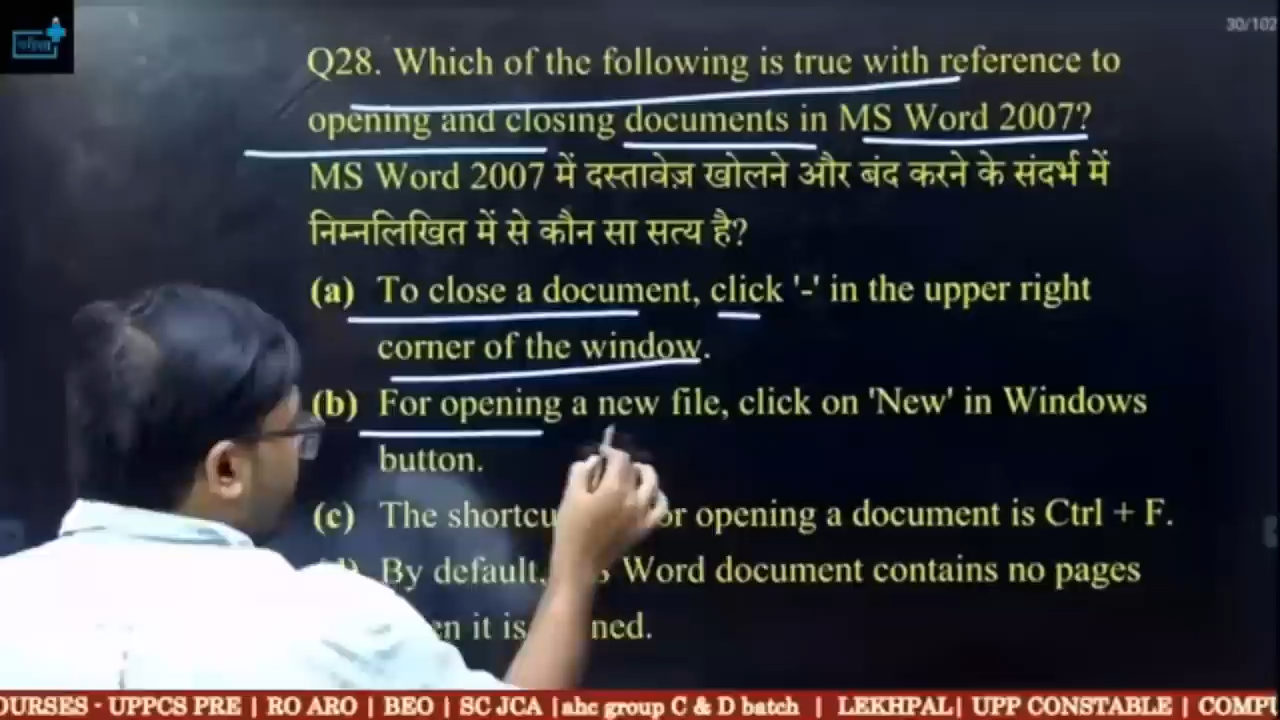 30/102
Q28. Which of the following is true with reference to
opening and closing documents in MS Word 2007?
MS Word 2007 में दस्तावेज़ खोलने और बंद करने के संदर्भ में
निम्नलिखित में से कौन सा सत्य है?
(a) To close a document, click '-' in the upper right
corner of the window.
(b) For opening a new file, click on 'New' in Windows
button.
(c) The opening a document is Ctrl + F.
By default, Word document contains no pages
it is
OURSES - UPPCS PRE | RO ARO | BEO | SC JCA |ahc group C & D batch | LEKHPAL| UPP CONSTABLE | COMPU